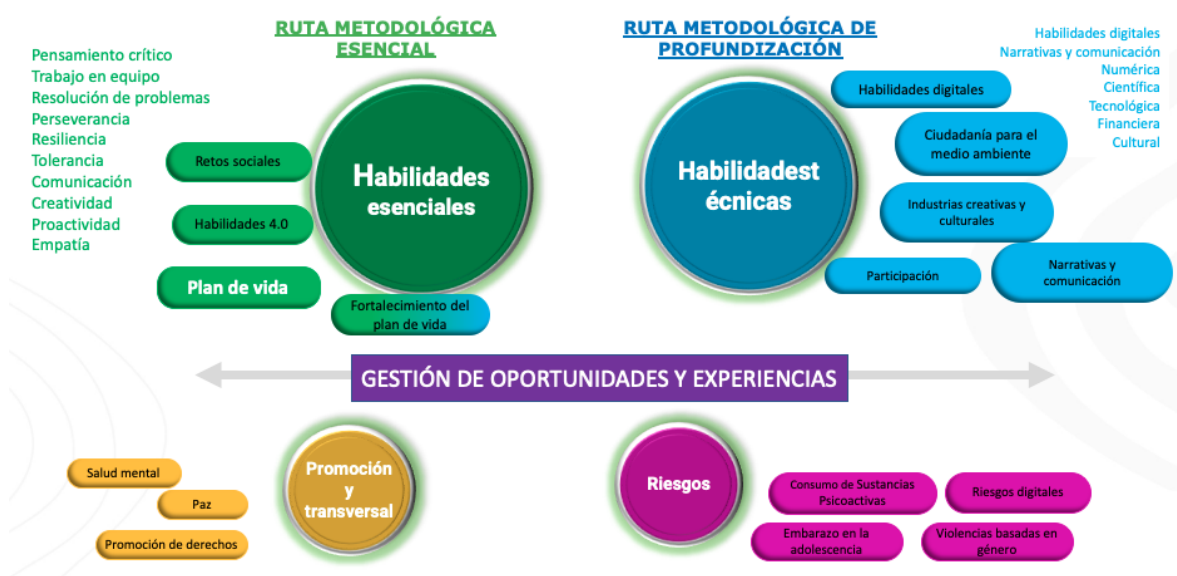 RUTA METODOLÓGICA
ESENCIAL
Pensamiento crítico
Trabajo en equipo
Resolución de problemas
Perseverancia
Resiliencia
Tolerancia
Comunicación
Creatividad
Proactividad
Empatía
Retos sociales
Habilidades 4.0
Plan de vida
Habilidades
esenciales
Fortalecimiento del
plan de vida
RUTA METODOLÓGICA DE
PROFUNDIZACIÓN
Habilidadest
écnicas
Habilidades digitales
Ciudadanía para el
medio ambiente
Industrias creativas y
culturales
Participación
Narrativas y
comunicación
Habilidades digitales
Narrativas y comunicación
Numérica
Científica
Tecnológica
Financiera
Cultural
GESTIÓN DE OPORTUNIDADES Y EXPERIENCIAS
Salud mental
Paz
Promoción de derechos
Promoción
y
transversal
Riesgos
Consumo de Sustancias
Psicoactivas
Riesgos digitales
Embarazo en la
adolescencia
Violencias basadas en
género